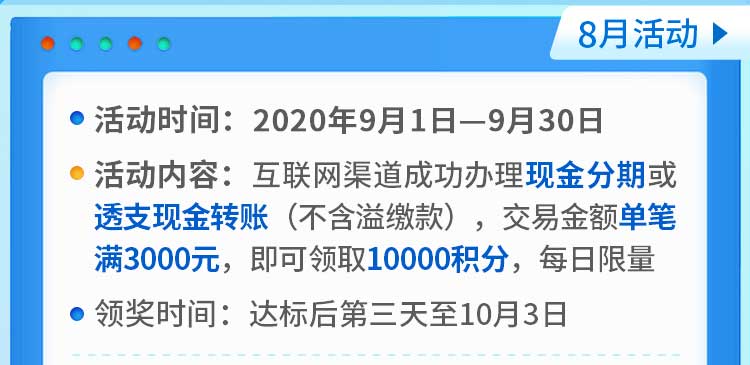 8月活动
活动时间：2020年9月1日—9月30日
活动内容：互联网渠道成功办理现金分期或
透支现金转账（不含溢缴款），交易金额单笔
满3000元，即可领取10000积分，每日限量
领奖时间：达标后第三天至10月3日